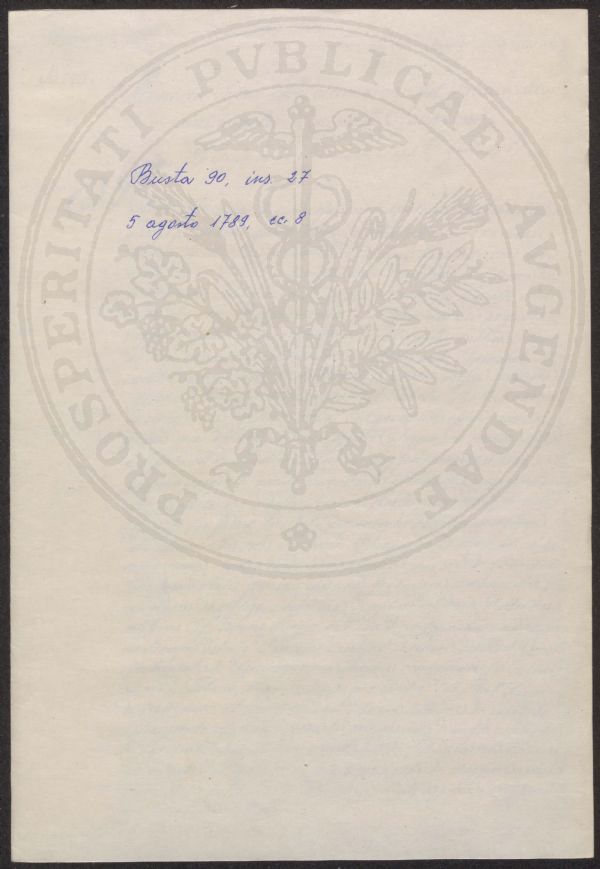 Busta 90, ins. 27
5 agosto 1789, cc. 8
PROSPERITATI PVBLICAE AVGENDAE